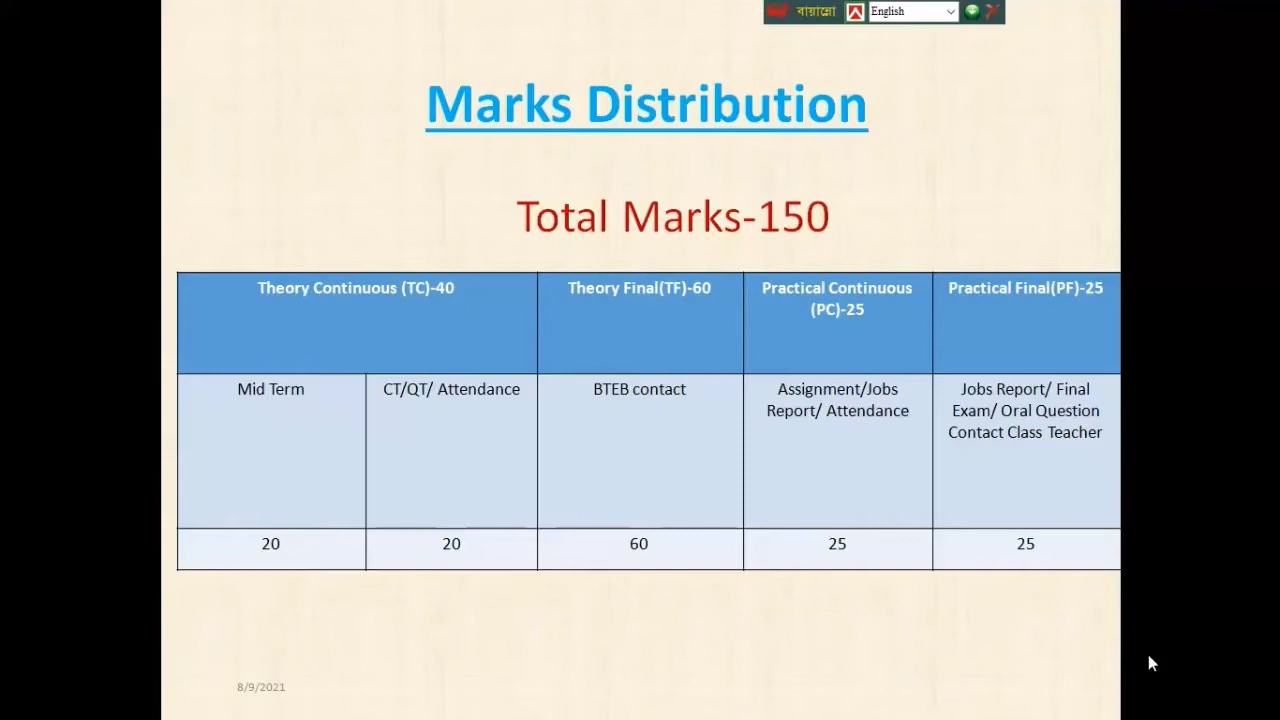 বায়ান্নো English
Marks Distribution
Total Marks-150
Theory Continuous (TC)-40 Theory Final(TF)-60 Practical Continuous (PC)-25 Practical Final(PF)-25
Mid Term
CT/QT/ Attendance
BTEB contact
Assignment/Jobs
Report/ Attendance
Jobs Report/ Final
Exam/ Oral Question
Contact Class Teacher
20 20 60 25 25
8/9/2021